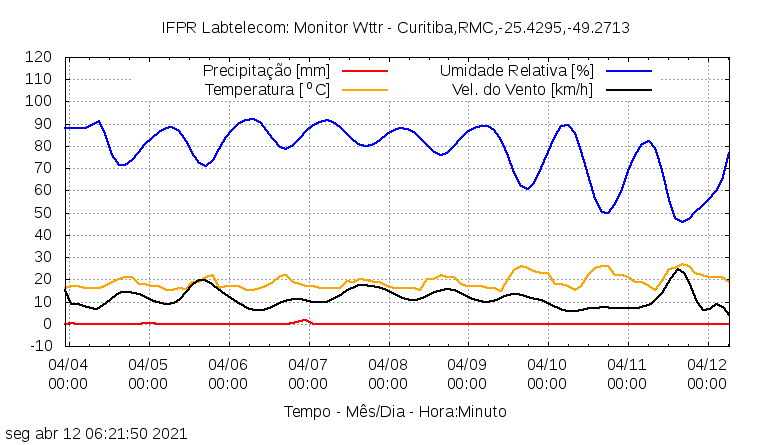 IFPR Labtelecom: Monitor Wttr - Curitiba,RMC,-25.4295,-49.2713
Precipitação [mm]
Temperatura [ ⁰C]
Umidade Relativa [%]
Vel. do Vento [km/h]
120
110
100
90
80
70
60
50
40
30
20
10
0
-10
04/04 04/05 04/06 04/07 04/08 04/09 04/10 04/11 04/12
00:00 00:00 00:00 00:00 00:00 00:00 00:00 00:00 00:00
Tempo - Mês/Dia - Hora:Minuto
seg abr 12 06:21:50 2021